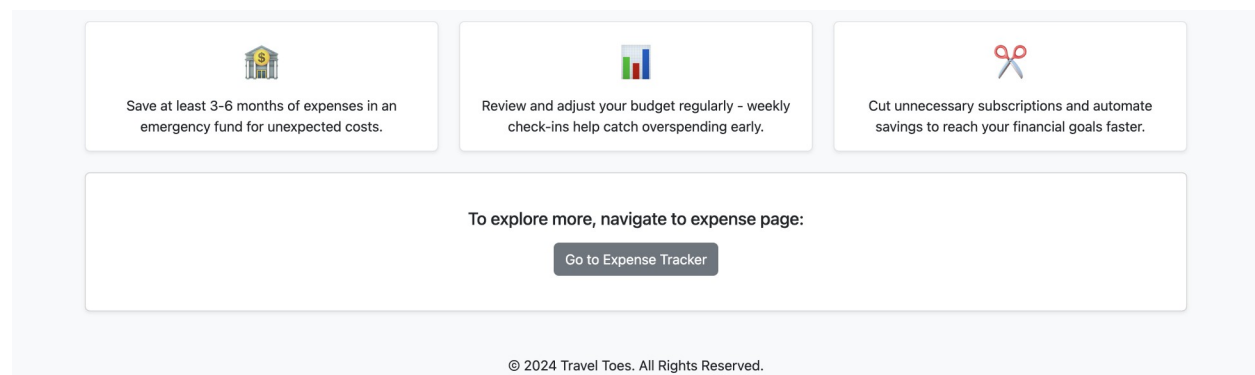 Save at least 3-6 months of expenses in an
emergency fund for unexpected costs.
Review and adjust your budget regularly - weekly
check-ins help catch overspending early.
Cut unnecessary subscriptions and automate
savings to reach your financial goals faster.
To explore more, navigate to expense page:
Go to Expense Tracker
© 2024 Travel Toes. All Rights Reserved.